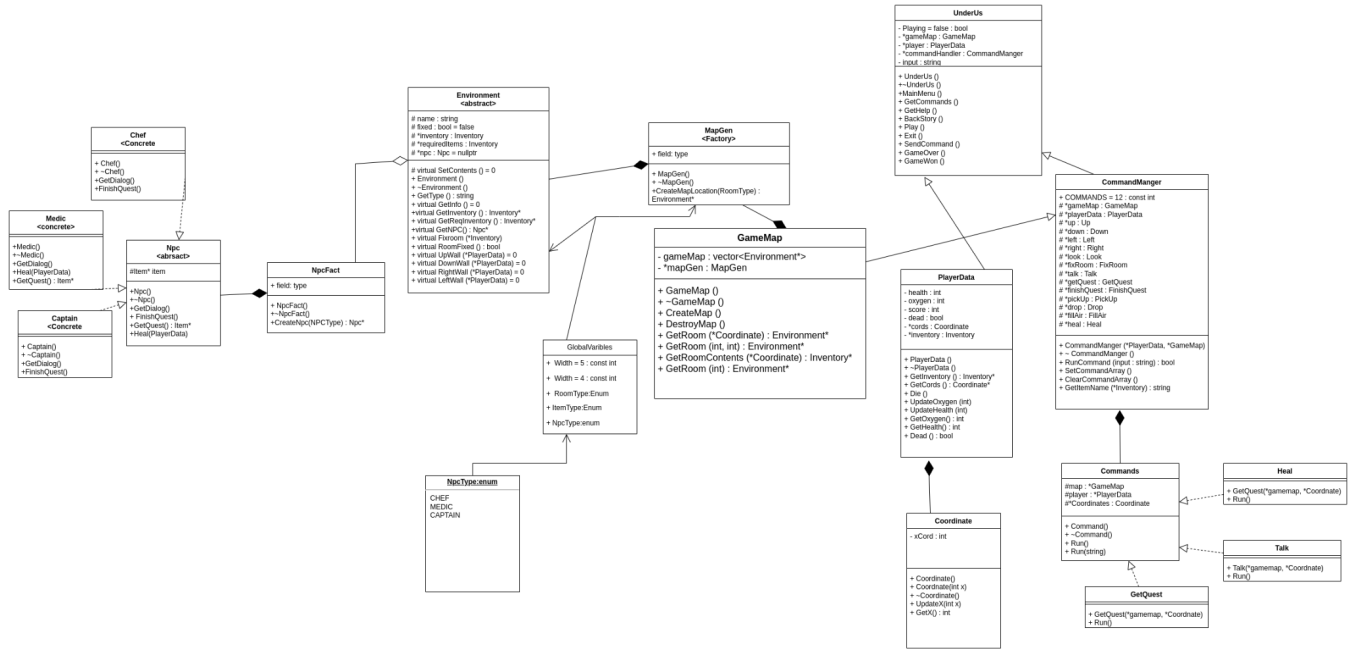 UnderUs
- Playing = false : bool
- *gameMap : GameMap
- *player : PlayerData
- *commandHandler : CommandManger
- input : string
+ UnderUs ()
+~UnderUs ()
+MainMenu ()
+ GetCommands ()
+ GetHelp ()
+ BackStory ()
+ Play ()
+ Exit ()
+ SendCommand ()
+ GameOver ()
+ GameWon ()
Environment
<abstract>
# name : string
# fixed : bool = false
# *inventory : Inventory
# *requiredItems : Inventory
# *npc : Npc = nullptr
# virtual SetContents () = 0
+ Environment ()
+ ~Environment ()
+ GetType () : string
+ virtual GetInfo () = 0
+virtual GetInventory () : Inventory*
+ virtual GetReqInventory () : Inventory*
+virtual GetNPC() : Npc*
+ virtual Fixroom (*Inventory)
+ virtual RoomFixed () : bool
+ virtual UpWall (*PlayerData) = 0
+ virtual DownWall (*PlayerData) = 0
+ virtual RightWall (*PlayerData) = 0
+ virtual LeftWall (*PlayerData) = 0
MapGen
<Factory>
+ field: type
+ MapGen()
+ ~MapGen()
+CreateMapLocation(RoomType) :
Environment*
Chef
<Concrete
+ Chef()
+ ~Chef()
+GetDialog()
+FinishQuest()
Medic
<concrete>
+Medic()
+~Medic()
+GetDialog()
+Heal(PlayerData)
+GetQuest() : Item*
Captain
<Concrete
+ Captain()
+ ~Captain()
+GetDialog()
+FinishQuest()
Npc
<abrsact>
#Item* item
+Npc()
+~Npc()
+GetDialog()
+ FinishQuest()
+GetQuest() : Item*
+Heal(PlayerData)
NpcFact
+ field: type
+ NpcFact()
+~NpcFact()
+CreateNpc(NPCType) : Npc*
GameMap
- gameMap : vector<Environment*>
- *mapGen : MapGen
+ GameMap ()
+ ~GameMap ()
+ CreateMap ()
+ DestroyMap ()
+ GetRoom (*Coordinate) : Environment*
+ GetRoom (int, int) : Environment*
+ GetRoomContents (*Coordinate) : Inventory*
+ GetRoom (int) : Environment*
CommandManger
+ COMMANDS = 12 : const int
# *gameMap : GameMap
# *playerData : PlayerData
# *up : Up
# *down : Down
# *left : Left
# *right : Right
# *look : Look
# *fixRoom : FixRoom
# *talk : Talk
# *getQuest : GetQuest
# *finishQuest : FinishQuest
# *pickUp : PickUp
# *drop : Drop
# *fillAir : FillAir
# *heal : Heal
+ CommandManger (*PlayerData, *GameMap)
+ ~ CommandManger ()
+ RunCommand (input : string) : bool
+ SetCommandArray ()
+ ClearCommandArray ()
+ GetItemName (*Inventory) : string
PlayerData
- health : int
- oxygen : int
- score : int
- dead : bool
- *cords : Coordinate
- *inventory : Inventory
+ PlayerData ()
+ ~PlayerData ()
+ GetInventory () : Inventory*
+ GetCords () : Coordinate*
+ Die ()
+ UpdateOxygen (int)
+ UpdateHealth (int)
+ GetOxygen() : int
+ GetHealth() : int
+ Dead () : bool
GlobalVaribles
+ Width = 5 : const int
+ Width = 4 : const int
+ RoomType:Enum
+ ItemType:Enum
+ NpcType:enum
NpcType:enum
CHEF
MEDIC
CAPTAIN
Coordinate
- xCord : int
+ Coordinate()
+ Coordnate(int x)
+ ~Coordinate()
+ UpdateX(int x)
+ GetX() : int
Commands
#map : *GameMap
#player : *PlayerData
#*Coordinates : Coordinate
+ Command()
+ ~Command()
+ Run()
+ Run(string)
Heal
+ GetQuest(*gamemap, *Coordnate)
+ Run()
Talk
+ Talk(*gamemap, *Coordnate)
+ Run()
GetQuest
+ GetQuest(*gamemap, *Coordnate)
+ Run()